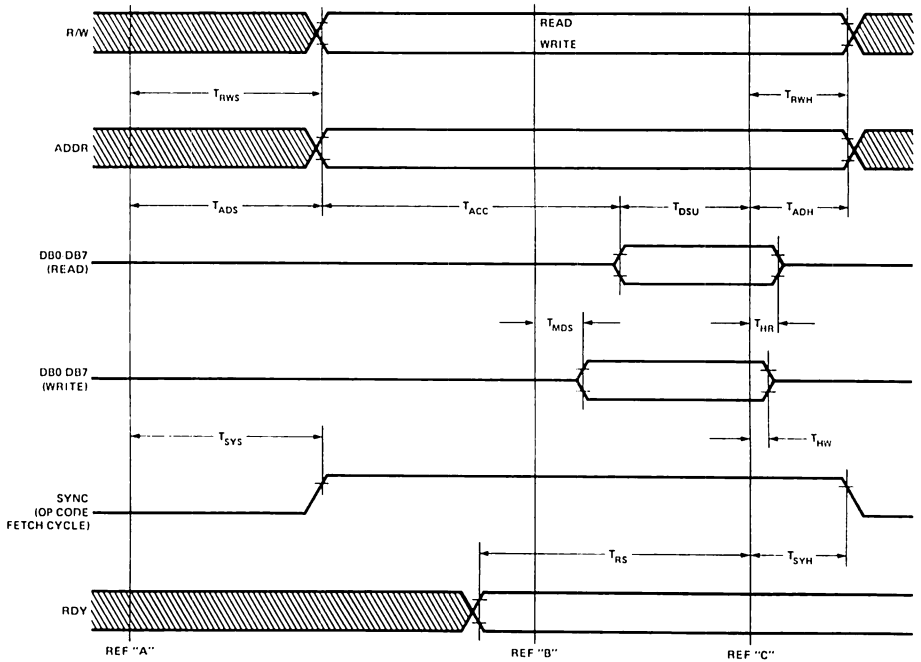 R/W
READ
WRITE
TRWS
TRWH
ADDR
TADS
TACC
TDSU
TADH
DB0 DB7
(READ)
TMDS
THR
DB0 DB7
(WRITE)
TSYS
THW
SYNC
(OP CODE
FETCH CYCLE)
TRS
TSYH
RDY
REF "A"
REF "B"
REF "C"